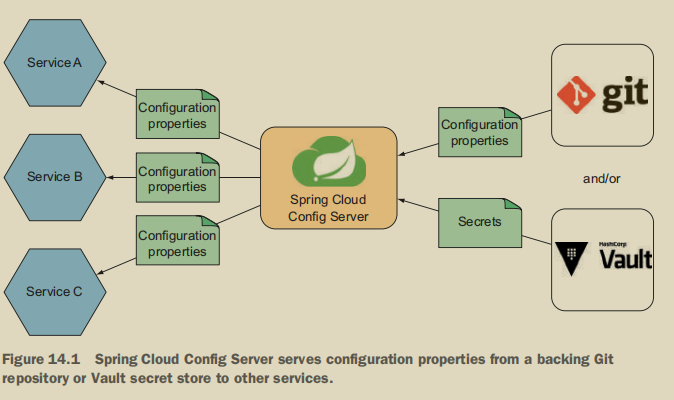 Service A
Configuration
properties
Service B
Configuration
properties
Service C
Configuration
properties
Spring Cloud
Config Server
Configuration
properties
Secrets
git
and/or
HashiCorp
Vault
Figure 14.1 Spring Cloud Config Server serves configuration properties from a backing Git
repository or Vault secret store to other services.